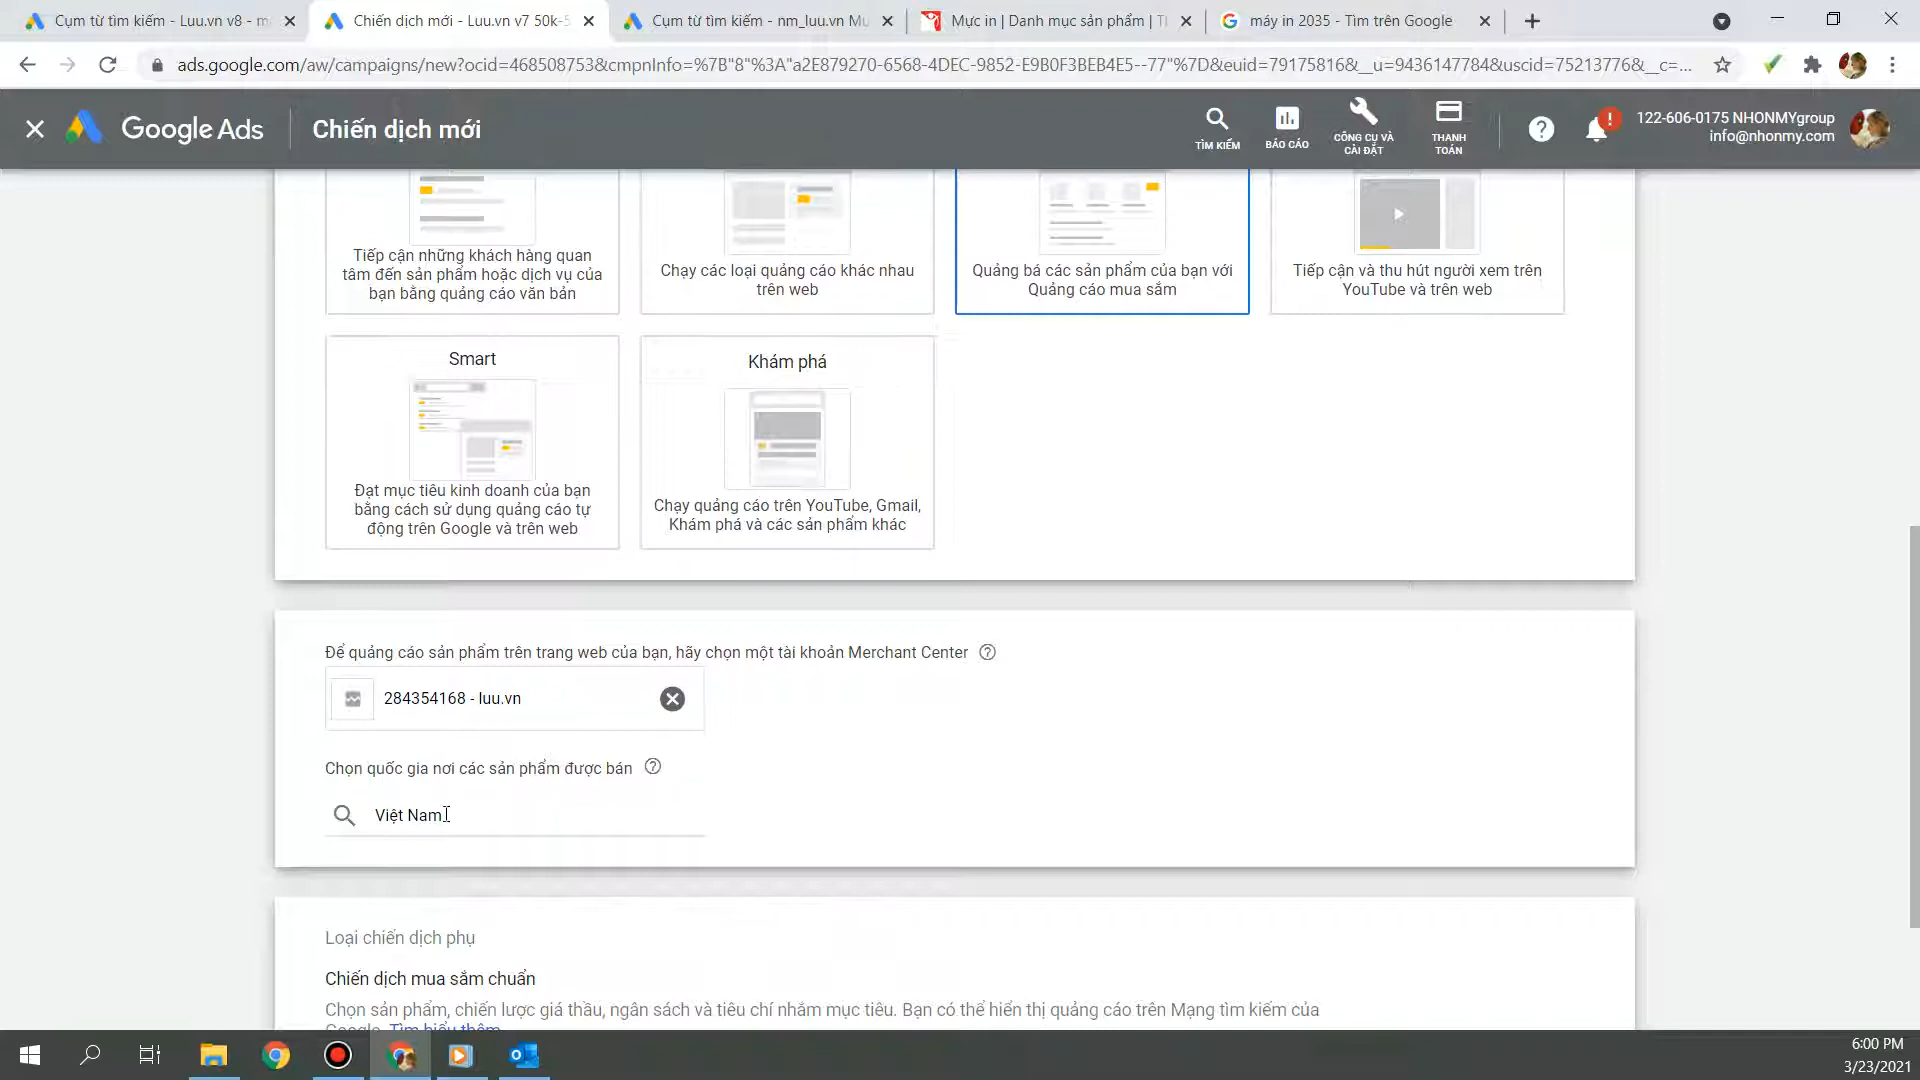 Cụm từ tìm kiếm - Luu.vn v8 - m
Chiến dịch mới - Luu.vn v7 50k-5
Cụm từ tìm kiếm - nm_luu.vn Mu
Mực in | Danh mục sản phẩm | Tl
máy in 2035 - Tìm trên Google
ads.google.com/aw/campaigns/new?ocid=468508753&cmpnInfo=%7B"8"%3A"a2E879270-6568-4DEC-9852-E9B0F3BEB4E5--77"%7D&euid=79175816&__u=9436147784&uscid=75213776&__c=...
Google Ads
Chiến dịch mới
TÌM KIẾM
BÁO CÁO
CÔNG CỤ VÀ
CÀI ĐẶT
THANH
TOÁN
122-606-0175 NHONMYgroup
info@nhonmy.com
Tiếp cận những khách hàng quan
tâm đến sản phẩm hoặc dịch vụ của
bạn bằng quảng cáo văn bản
Chạy các loại quảng cáo khác nhau
trên web
Quảng bá các sản phẩm của bạn với
Quảng cáo mua sắm
Tiếp cận và thu hút người xem trên
YouTube và trên web
Smart
Đạt mục tiêu kinh doanh của bạn
bằng cách sử dụng quảng cáo tự
động trên Google và trên web
Khám phá
Chạy quảng cáo trên YouTube, Gmail,
Khám phá và các sản phẩm khác
Để quảng cáo sản phẩm trên trang web của bạn, hãy chọn một tài khoản Merchant Center
284354168 - luu.vn
Chọn quốc gia nơi các sản phẩm được bán
Việt Nam
Loại chiến dịch phụ
Chiến dịch mua sắm chuẩn
Chọn sản phẩm, chiến lược giá thầu, ngân sách và tiêu chí nhắm mục tiêu. Bạn có thể hiển thị quảng cáo trên Mạng tìm kiếm của
Google. Tìm hiểu thêm
6:00 PM
3/23/2021